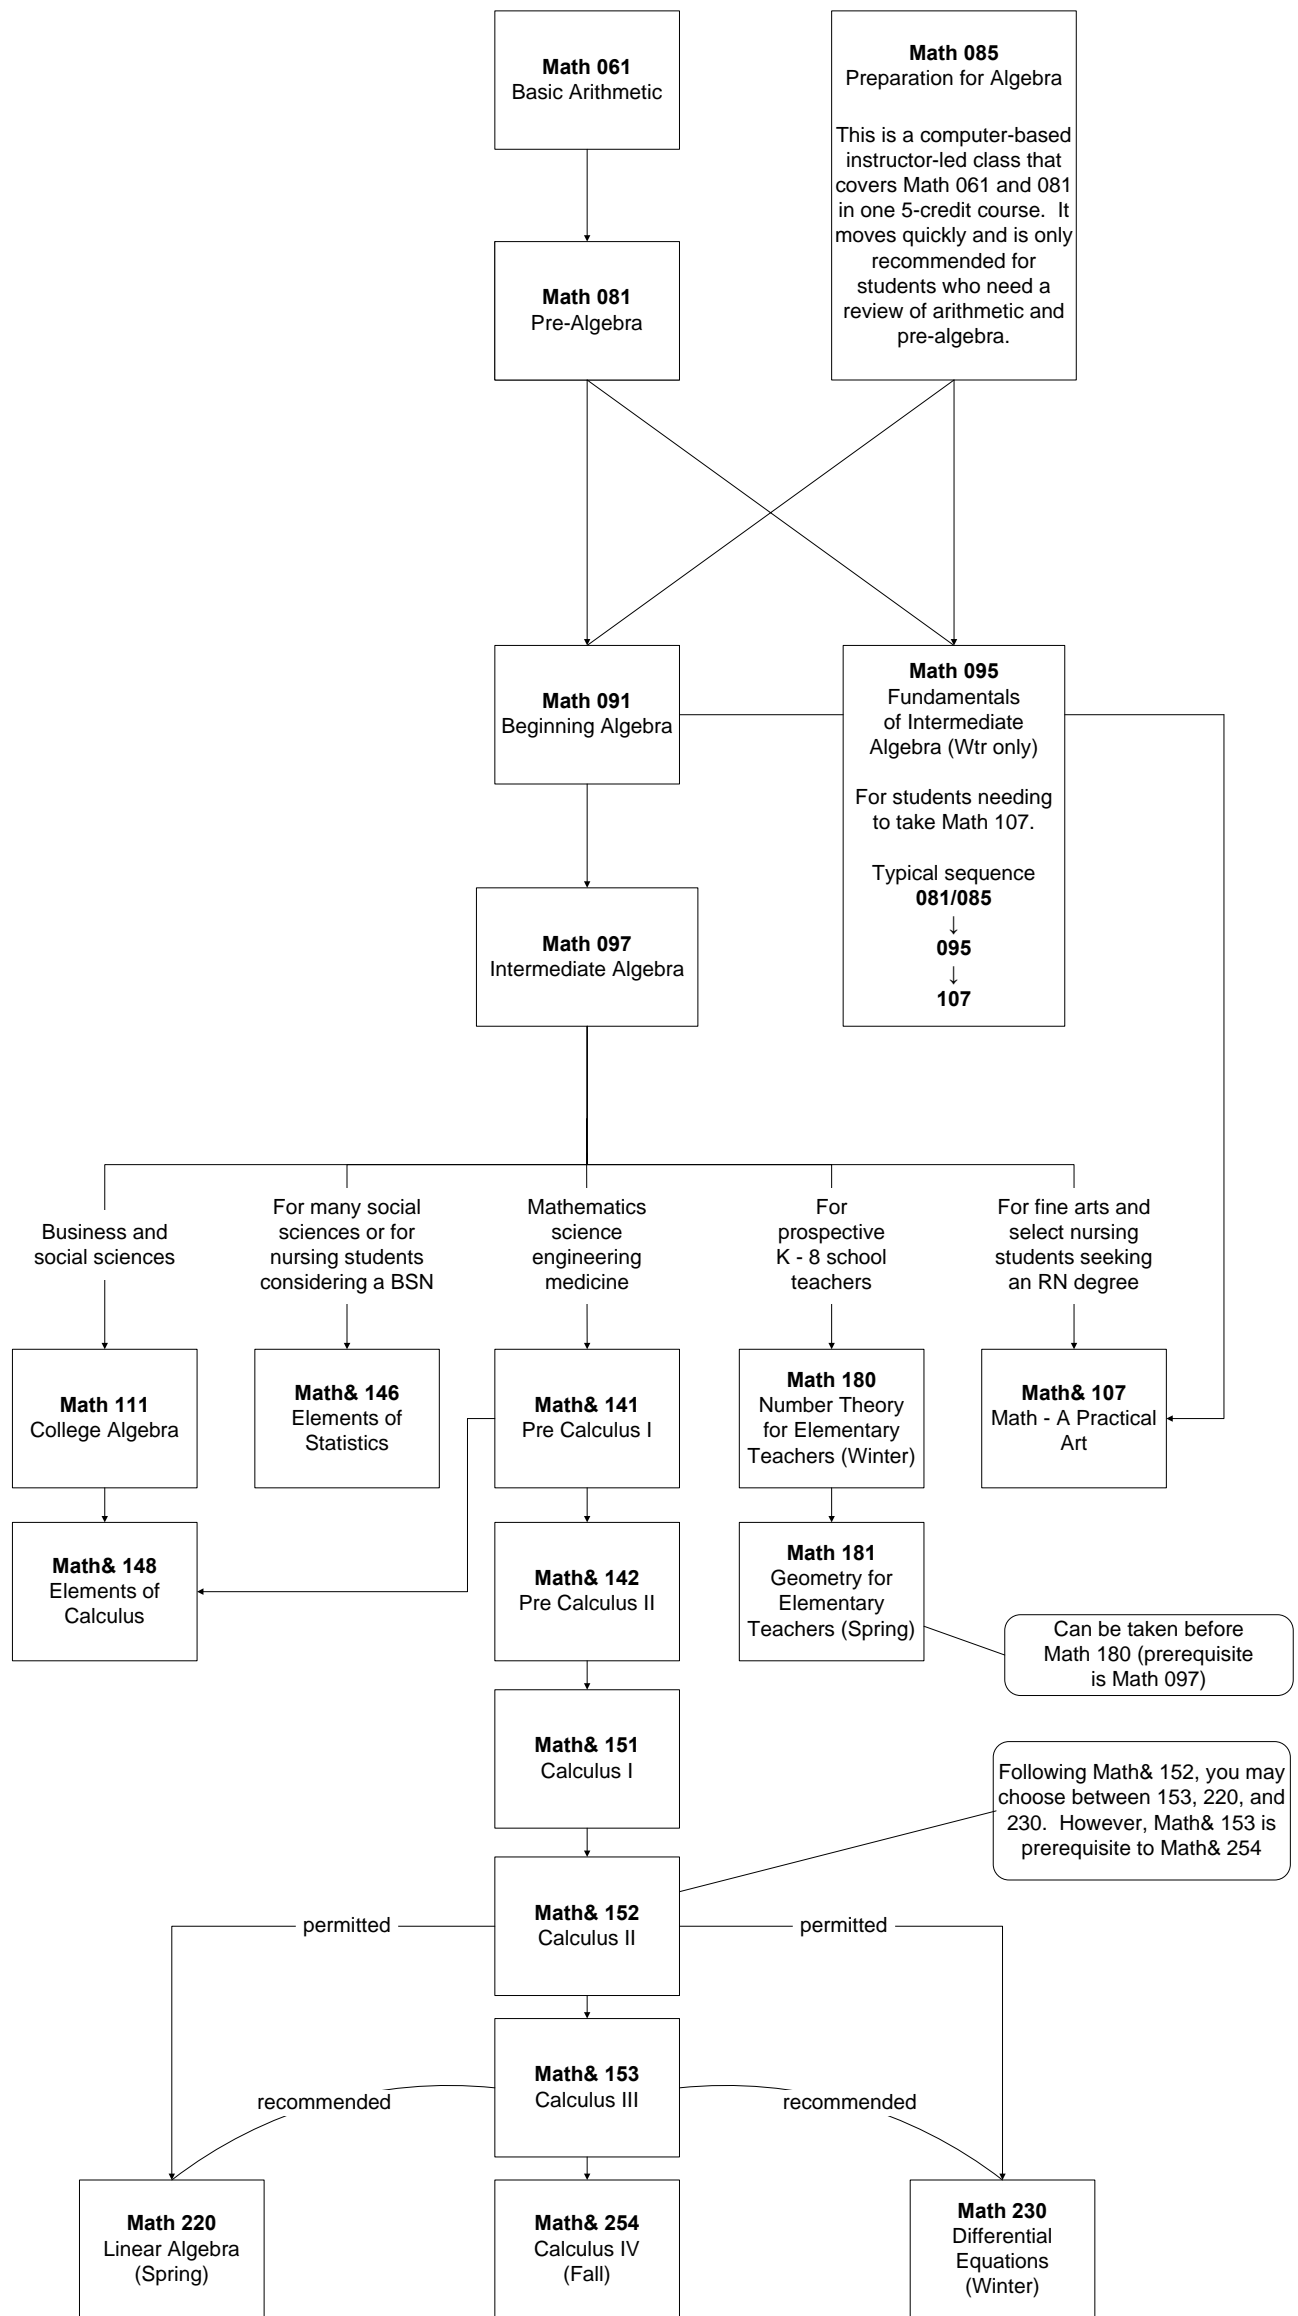 Math 061
Basic Arithmetic
Math 085
Preparation for Algebra
This is a computer-based
instructor-led class that
covers Math 061 and 081
in one 5-credit course.  It
moves quickly and is only
recommended for
students who need a
review of arithmetic and
pre-algebra.
Math 081
Pre-Algebra
Math 091
Beginning Algebra
Math 095
Fundamentals
of Intermediate
Algebra (Wtr only)
For students needing
to take Math 107.
Typical sequence
081/085
↓
095
↓
107
Math 097
Intermediate Algebra
Business and
social sciences
For many social
sciences or for
nursing students
considering a BSN
Mathematics
science
engineering
medicine
For
prospective
K - 8 school
teachers
For fine arts and
select nursing
students seeking
an RN degree
Math 111
College Algebra
Math& 146
Elements of
Statistics
Math& 141
Pre Calculus I
Math 180
Number Theory
for Elementary
Teachers (Winter)
Math& 107
Math - A Practical
Art
Math& 148
Elements of
Calculus
Math& 142
Pre Calculus II
Math 181
Geometry for
Elementary
Teachers (Spring)
Can be taken before
Math 180 (prerequisite
is Math 097)
Math& 151
Calculus I
Following Math& 152, you may
choose between 153, 220, and
230.  However, Math& 153 is
prerequisite to Math& 254
permitted
Math& 152
Calculus II
permitted
recommended
Math& 153
Calculus III
recommended
Math 220
Linear Algebra
(Spring)
Math& 254
Calculus IV
(Fall)
Math 230
Differential
Equations
(Winter)